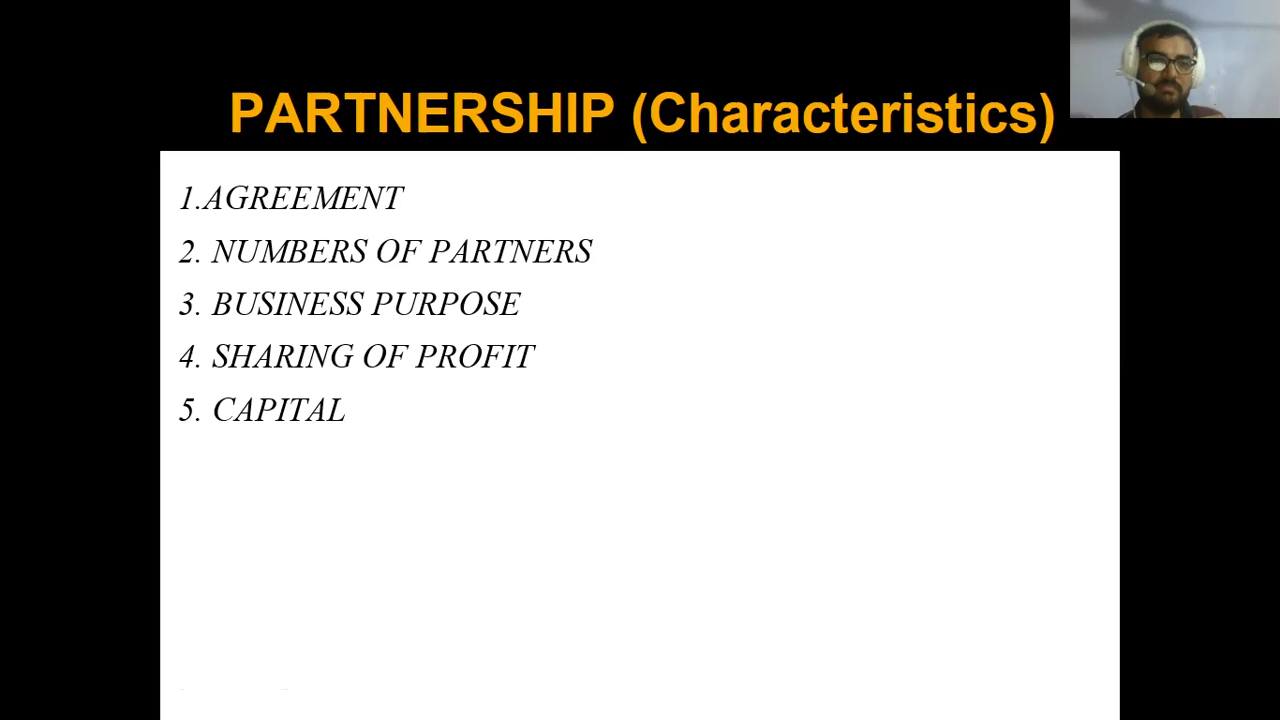 PARTNERSHIP (Characteristics)
1.AGREEMENT
2. NUMBERS OF PARTNERS
3. BUSINESS PURPOSE
4. SHARING OF PROFIT
5. CAPITAL